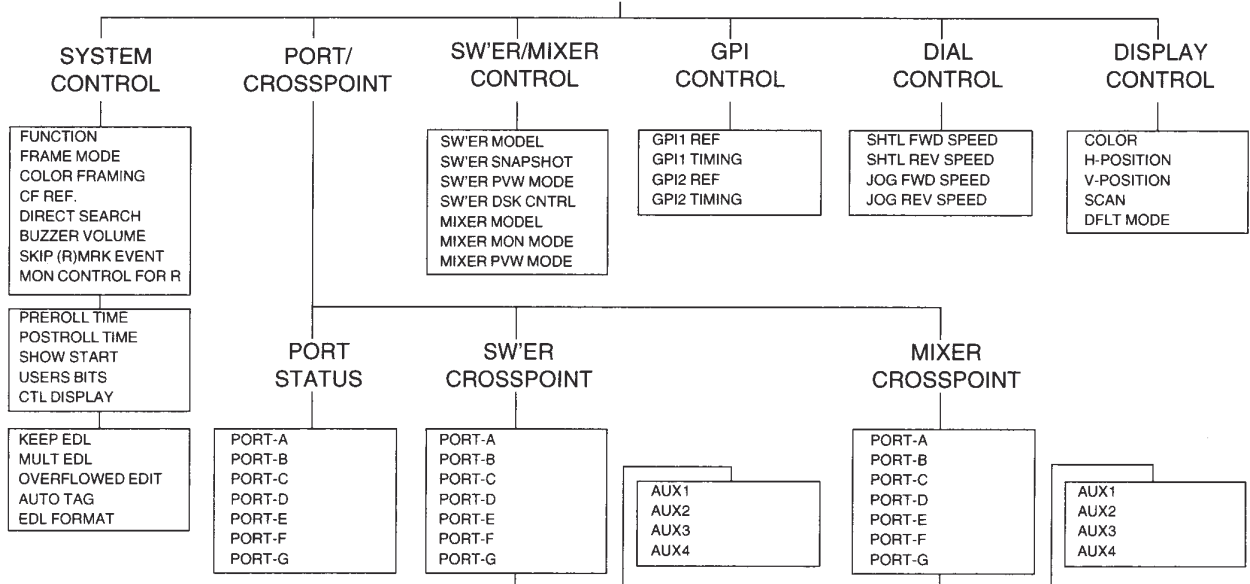 SYSTEM
CONTROL
FUNCTION
FRAME MODE
COLOR FRAMING
CF REF.
DIRECT SEARCH
BUZZER VOLUME
SKIP (R)MRK EVENT
MON CONTROL FOR R
PREROLL TIME
POSTROLL TIME
SHOW START
USERS BITS
CTL DISPLAY
KEEP EDL
MULT EDL
OVERFLOWED EDIT
AUTO TAG
EDL FORMAT
PORT/
CROSSPOINT
PORT
STATUS
PORT-A
PORT-B
PORT-C
PORT-D
PORT-E
PORT-F
PORT-G
SW'ER/MIXER
CONTROL
SW'ER MODEL
SW'ER SNAPSHOT
SW'ER PVW MODE
SW'ER DSK CNTRL
MIXER MODEL
MIXER MON MODE
MIXER PVW MODE
SW'ER
CROSSPOINT
PORT-A
PORT-B
PORT-C
PORT-D
PORT-E
PORT-F
PORT-G
AUX1
AUX2
AUX3
AUX4
GPI
CONTROL
GPI1 REF
GPI1 TIMING
GPI2 REF
GPI2 TIMING
DIAL
CONTROL
SHTL FWD SPEED
SHTL REV SPEED
JOG FWD SPEED
JOG REV SPEED
MIXER
CROSSPOINT
PORT-A
PORT-B
PORT-C
PORT-D
PORT-E
PORT-F
PORT-G
AUX1
AUX2
AUX3
AUX4
DISPLAY
CONTROL
COLOR
H-POSITION
V-POSITION
SCAN
DFLT MODE